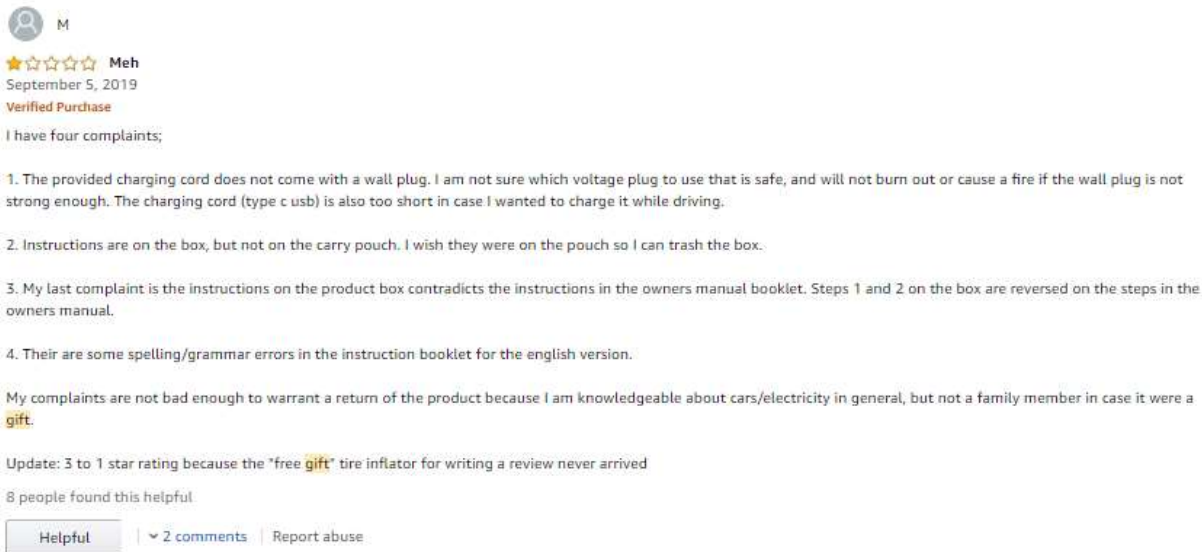 M
Meh
September 5, 2019
Verified Purchase
I have four complaints;
1. The provided charging cord does not come with a wall plug. I am not sure which voltage plug to use that is safe, and will not burn out or cause a fire if the wall plug is not
strong enough. The charging cord (type c usb) is also too short in case I wanted to charge it while driving.
2. Instructions are on the box, but not on the carry pouch. I wish they were on the pouch so I can trash the box.
3. My last complaint is the instructions on the product box contradicts the instructions in the owners manual booklet. Steps 1 and 2 on the box are reversed on the steps in the
owners manual.
4. Their are some spelling/grammar errors in the instruction booklet for the english version.
My complaints are not bad enough to warrant a return of the product because I am knowledgeable about cars/electricity in general, but not a family member in case it were a
gift.
Update: 3 to 1 star rating because the "free gift" tire inflator for writing a review never arrived
8 people found this helpful
Helpful | 2 comments | Report abuse